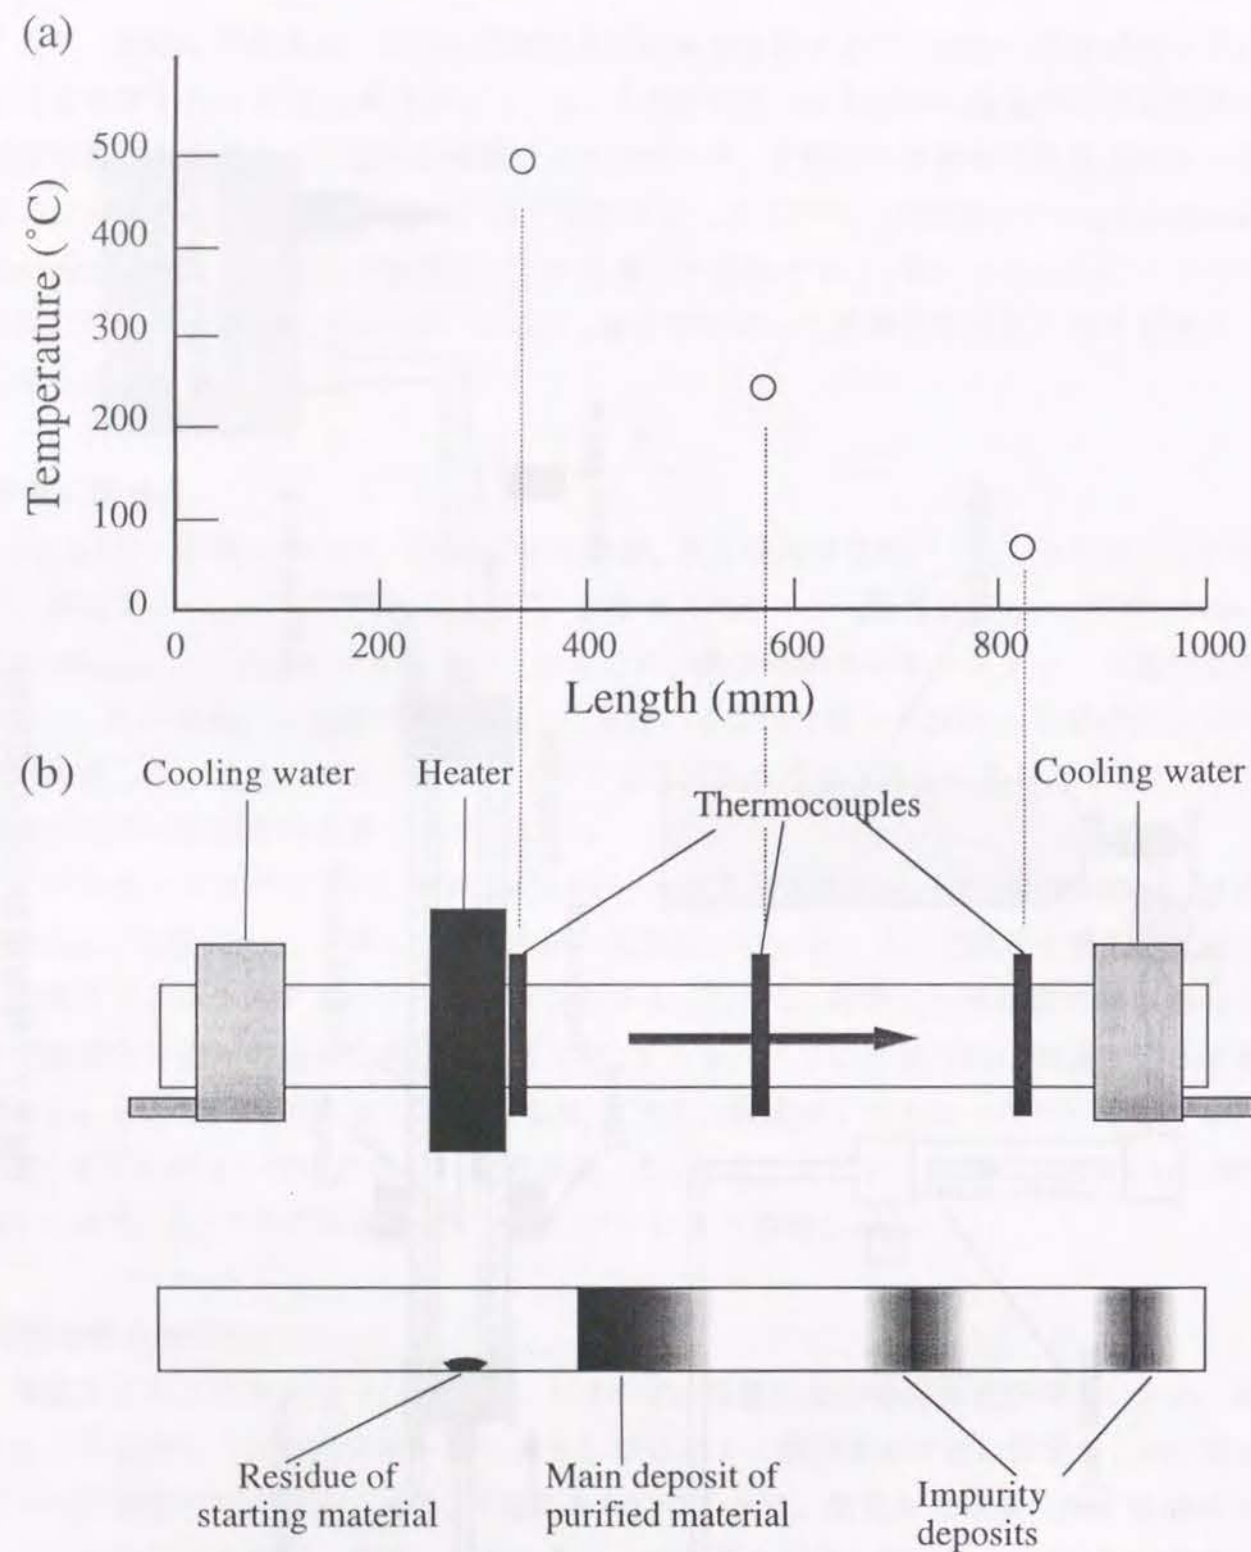 (a)
Temperature (°C)
500
400
300
200
100
0
0 200 400 600 800 1000
Length (mm)
(b)
Cooling water
Heater
Thermocouples
Cooling water
Residue of
starting material
Main deposit of
purified material
Impurity
deposits